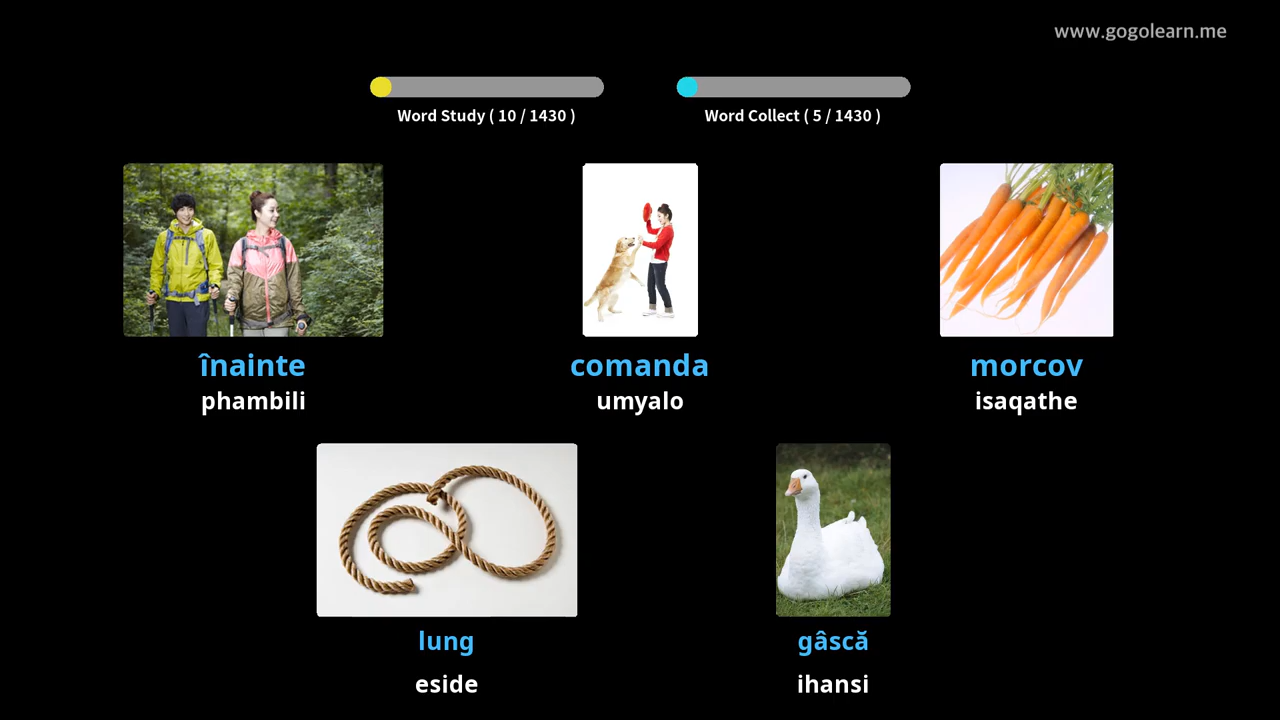 www.gogolearn.me
Word Study ( 10 / 1430 )
Word Collect ( 5 / 1430 )
înainte
phambili
comanda
umyalo
morcov
isaqathe
lung
eside
gâscă
ihansi